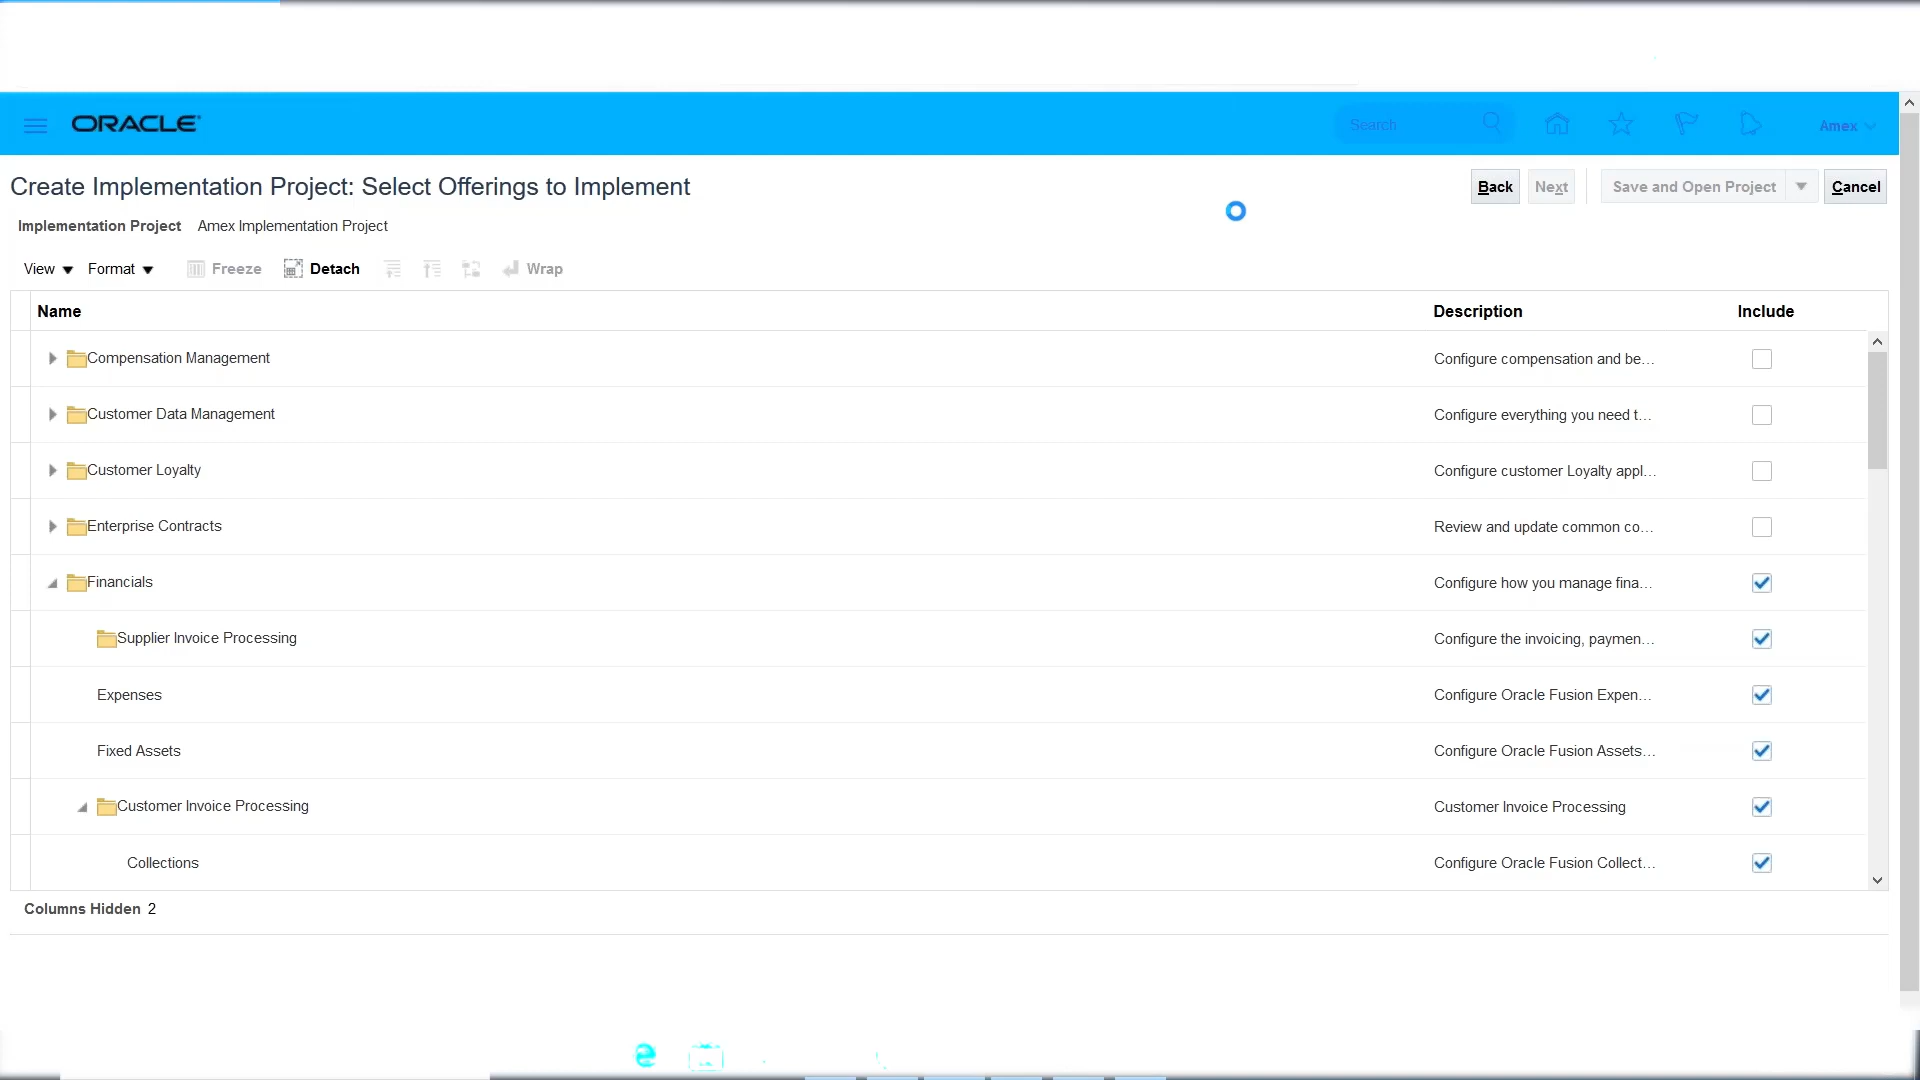 ORACLE
Search
Amex
Create Implementation Project: Select Offerings to Implement
Back
Next
Save and Open Project
Cancel
Implementation Project Amex Implementation Project
View Format Freeze Detach Wrap
Name Description Include
Compensation Management Configure compensation and be...
Customer Data Management Configure everything you need t...
Customer Loyalty Configure customer Loyalty appl...
Enterprise Contracts Review and update common co...
Financials Configure how you manage fina...
Supplier Invoice Processing Configure the invoicing, paymen...
Expenses Configure Oracle Fusion Expen...
Fixed Assets Configure Oracle Fusion Assets...
Customer Invoice Processing Customer Invoice Processing
Collections Configure Oracle Fusion Collect...
Columns Hidden 2